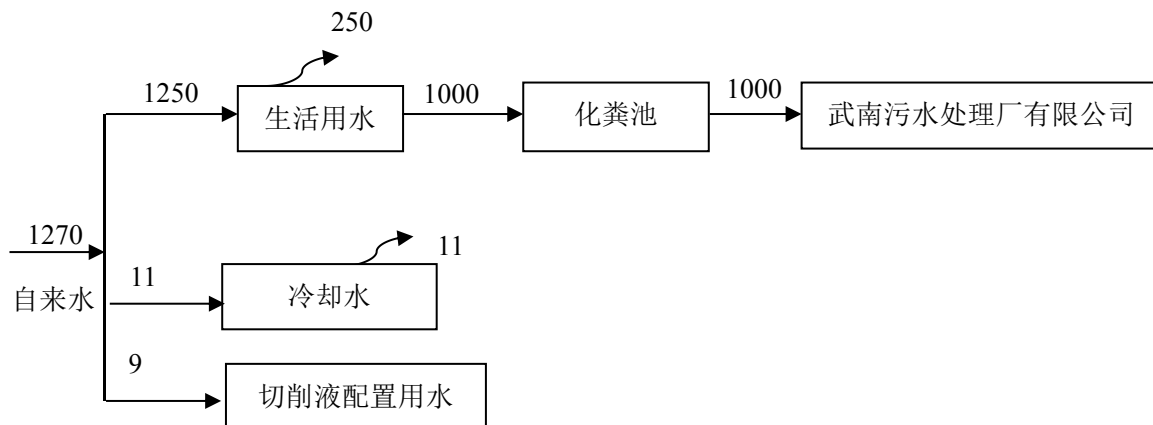 250
1250
生活用水
1000
化粪池
1000
武南污水处理厂有限公司
1270
自来水
11
冷却水
11
9
切削液配置用水